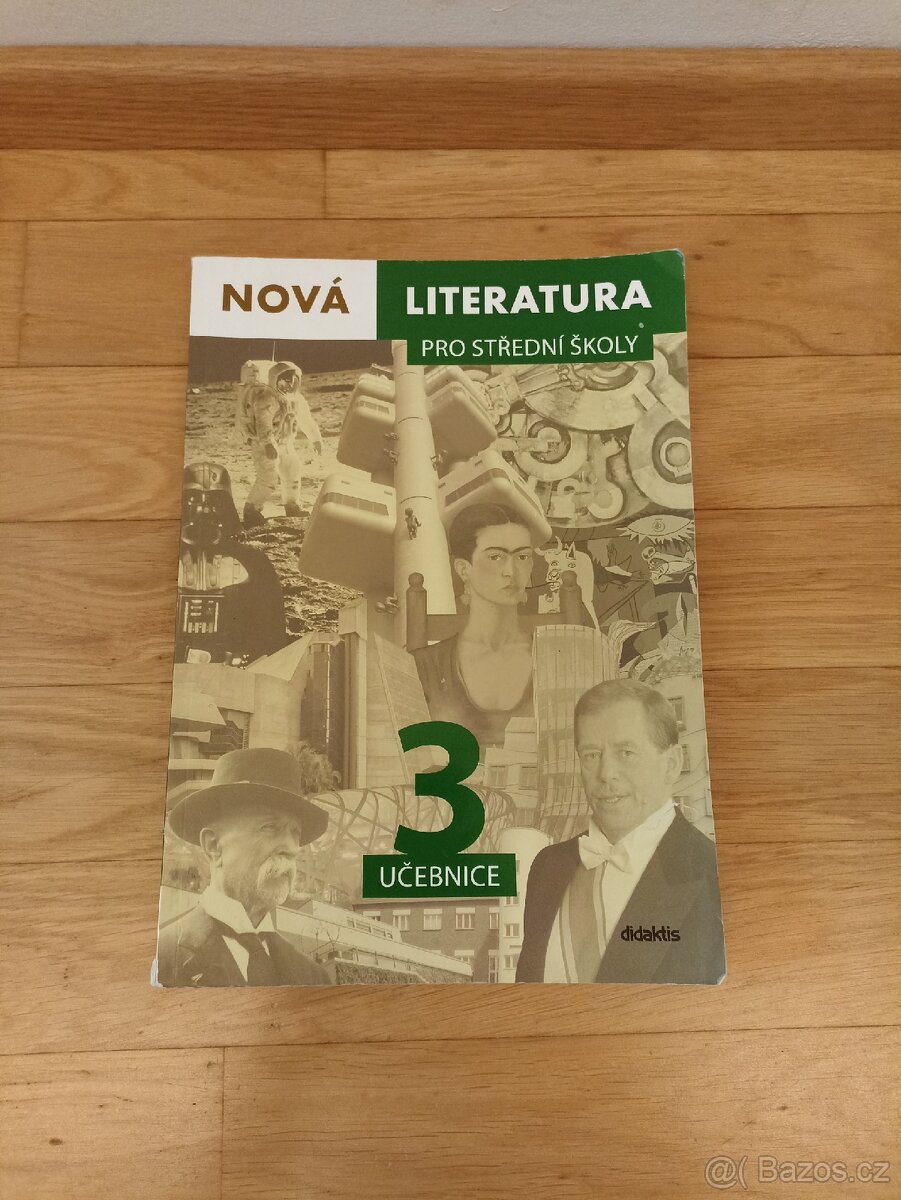 NOVÁ LITERATURA
PRO STŘEDNÍ ŠKOLY
3
UČEBNICE
didaktis
@( Bazos.cz